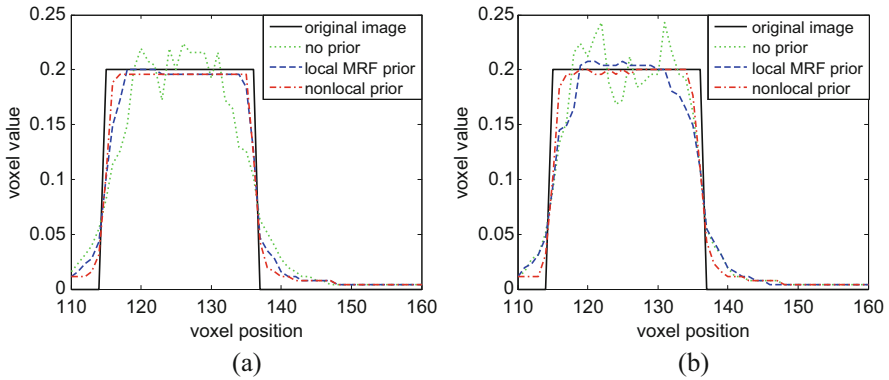 0.25
0.2
0.15
0.1
0.05
0
voxel value
110
120
130
140
150
160
voxel position
original image
no prior
local MRF prior
nonlocal prior
(a)
0.25
0.2
0.15
0.1
0.05
0
voxel value
110
120
130
140
150
160
voxel position
original image
no prior
local MRF prior
nonlocal prior
(b)